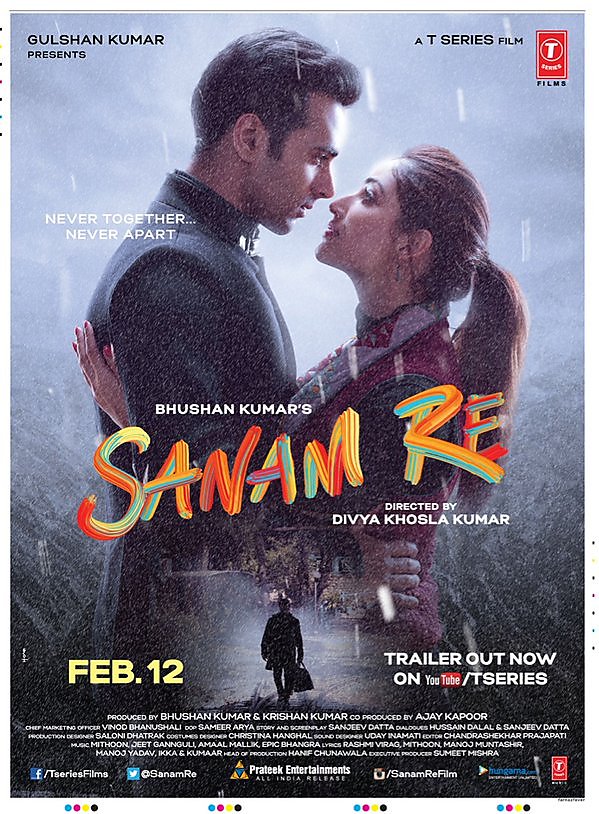 GULSHAN KUMAR
PRESENTS
A T SERIES FILM
T
SERIES
FILMS
NEVER TOGETHER...
NEVER APART
BHUSHAN KUMAR'S
SANAM RE
DIRECTED BY
DIVYA KHOSLA KUMAR
FEB. 12
TRAILER OUT NOW
ON YouTube/TSERIES
PRODUCED BY BHUSHAN KUMAR & KRISHAN KUMAR CO PRODUCED BY AJAY KAPOOR
CHIEF MARKETING OFFICER VINOD BHANUSHALI DOP SAMEER ARYA STORY AND SCREENPLAY SANJEEV DATTA DIALOGUES HUSSAIN DALAL & SANJEEV DATTA
PRODUCTION DESIGNER SALONI DHATRAK COSTUMES DESIGNER CHRISTINA HANGHAL SOUND DESIGNER UDAY INAMATI EDITOR CHANDRASHEKHAR PRAJAPATI
MUSIC MITHOON, JEET GANNGULI, AMAAL MALLIK, EPIC BHANGRA LYRICS RASHMI VIRAG, MITHOON, MANOJ MUNTASHIR,
MANOJ YADAV, IKKA & KUMAAR HEAD OF PRODUCTION HANIF CHUNAWALA EXECUTIVE PRODUCER SUMEET MISHRA
/TseriesFilms
@SanamRe
Prateek Entertainments
ALL INDIA RELEASE
/SanamReFilm
hungama.com
T
SERIES
MUSIC
farnazfever